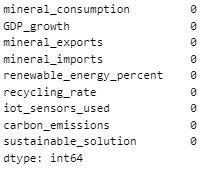 mineral_consumption 0
GDP_growth 0
mineral_exports 0
mineral_imports 0
renewable_energy_percent 0
recycling_rate 0
iot_sensors_used 0
carbon_emissions 0
sustainable_solution 0
dtype: int64